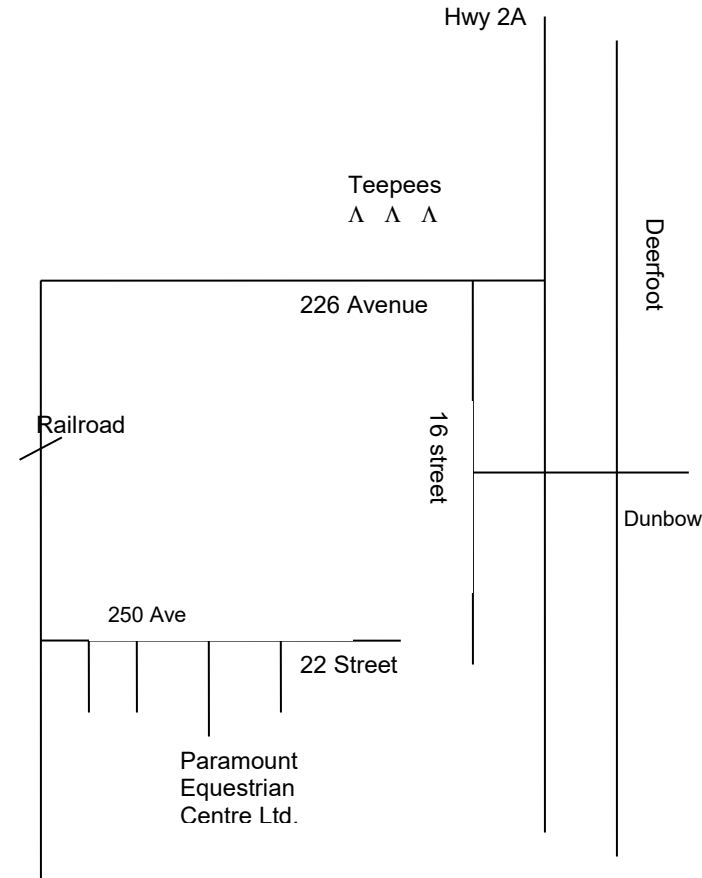 Hwy 2A
Teepees
Λ Λ Λ
Deerfoot
226 Avenue
Railroad
16 street
Dunbow
250 Ave
22 Street
Paramount
Equestrian
Centre Ltd.